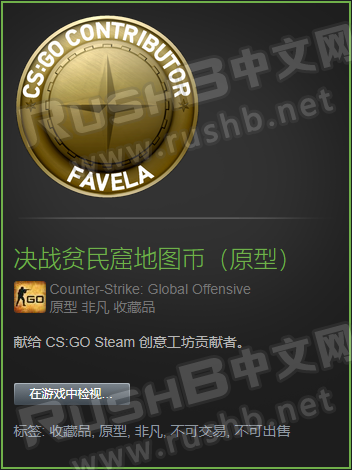 CS:GO CONTRIBUTOR
FAVELA
RUSHB中文网
www.rushb.net
决战贫民窟地图币（原型）
GO
Counter-Strike: Global Offensive
原型 非凡 收藏品
献给 CS:GO Steam 创意工坊贡献者。
RUSHB中文网
www.rushb.net
在游戏中检视...
标签: 收藏品, 原型, 非凡, 不可交易, 不可出售